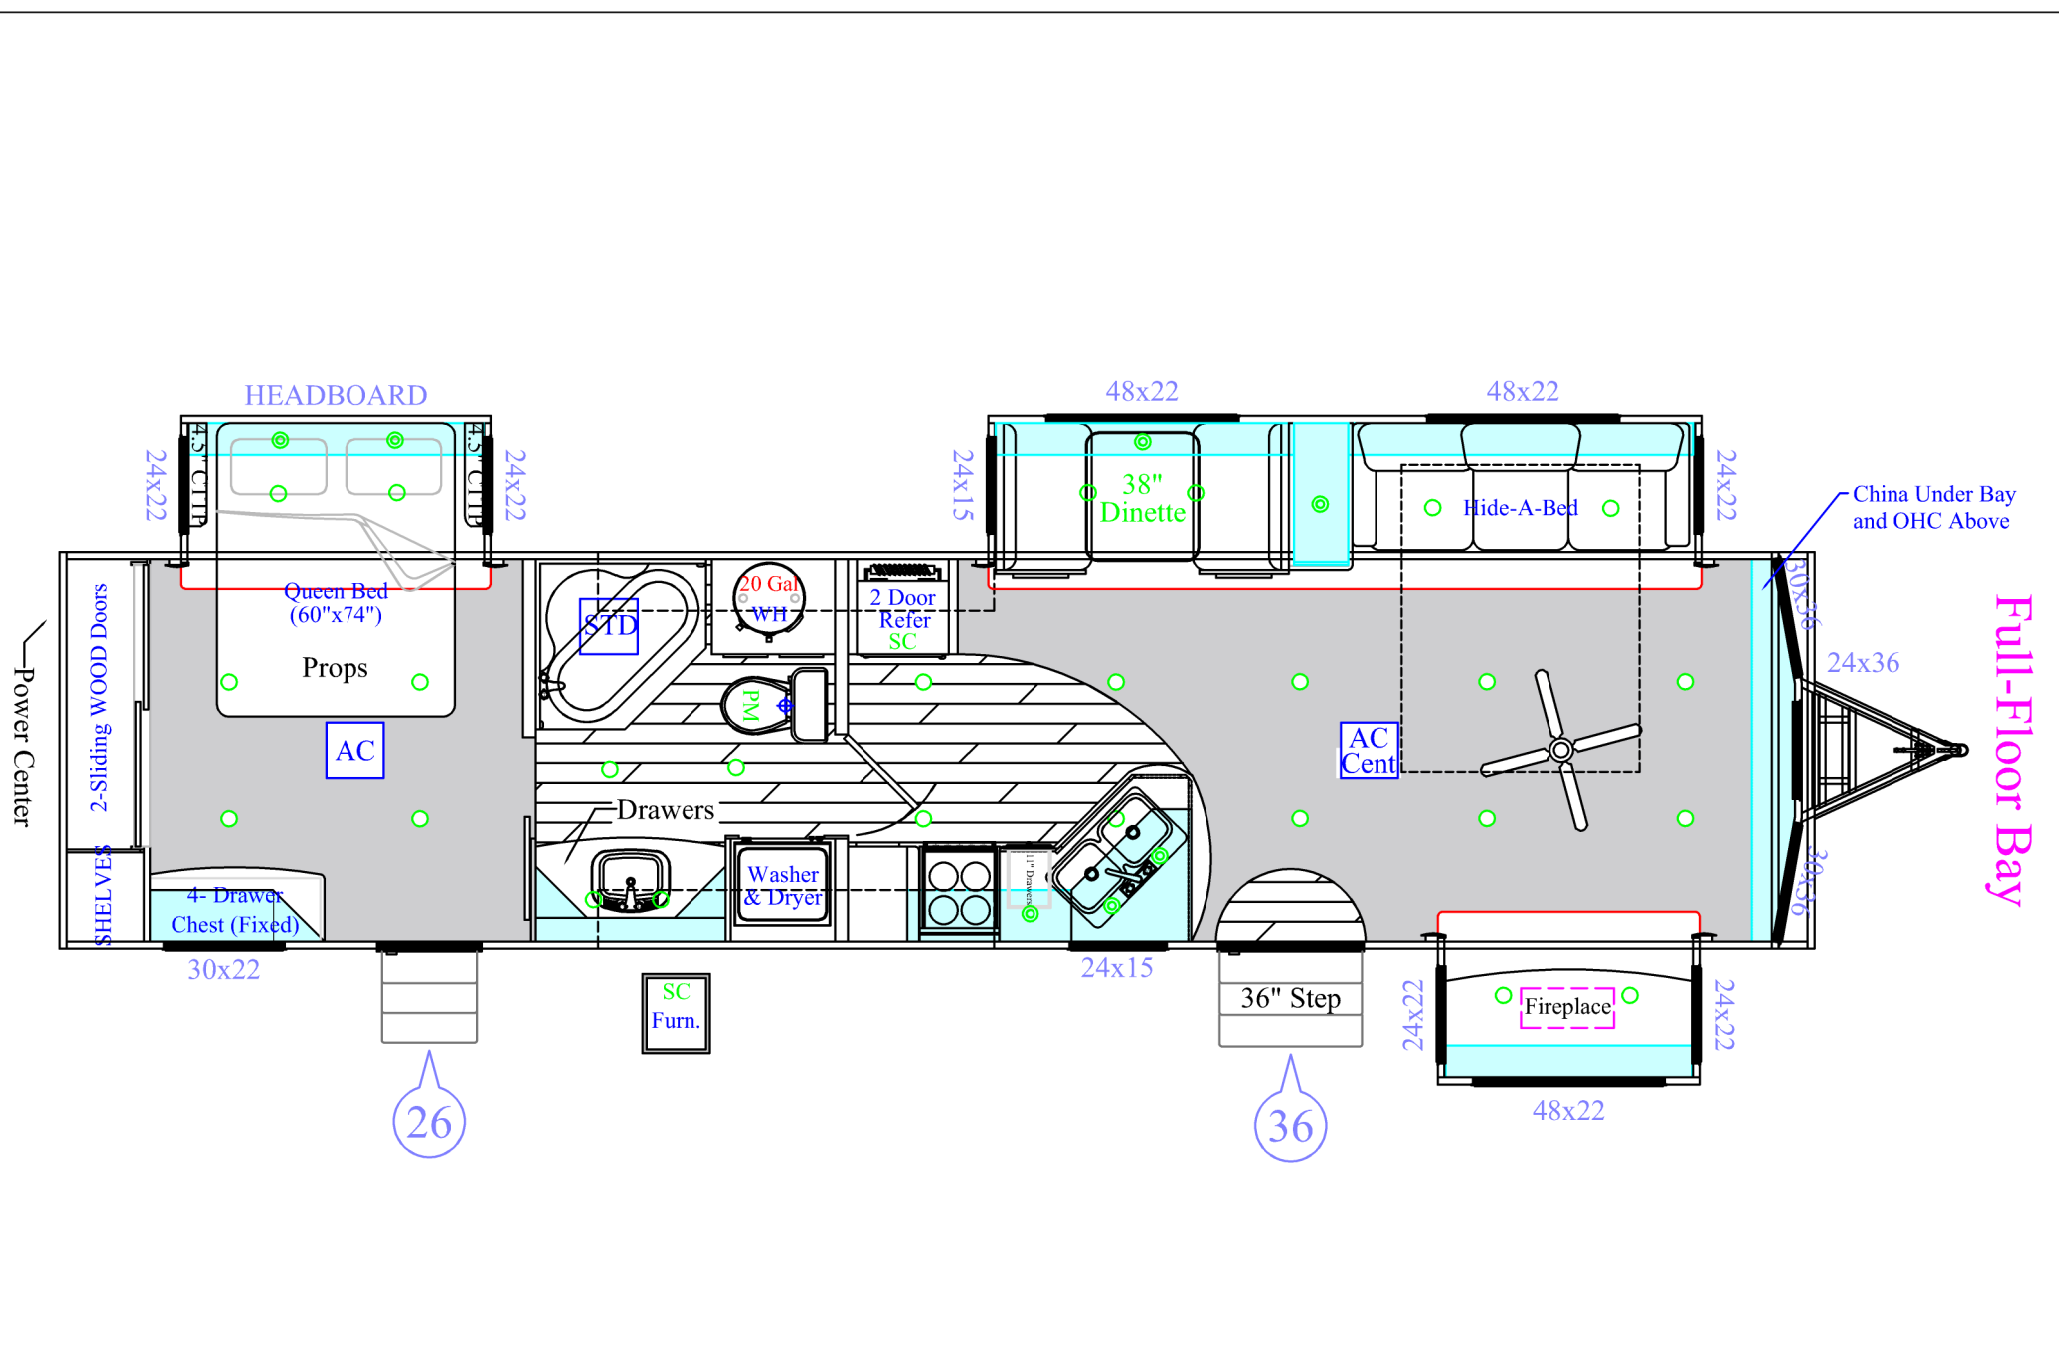 HEADBOARD
48x22
48x22
24x22
4.5" CTTP
4.5" CTTP
24x22
24x15
38"
Dinette
Hide-A-Bed
24x22
China Under Bay
and OHC Above
Queen Bed
(60"x74")
Props
AC
2-Sliding WOOD Doors
SHELVES
Power Center
STD
20 Gal
WH
2 Door
Refer
SC
PM
Drawers
AC
Cent
30x36
24x36
30x36
Full-Floor Bay
4- Drawer
Chest (Fixed)
Washer
& Dryer
11" Drawers
30x22
24x15
SC
Furn.
36" Step
24x22
Fireplace
24x22
48x22
26
36